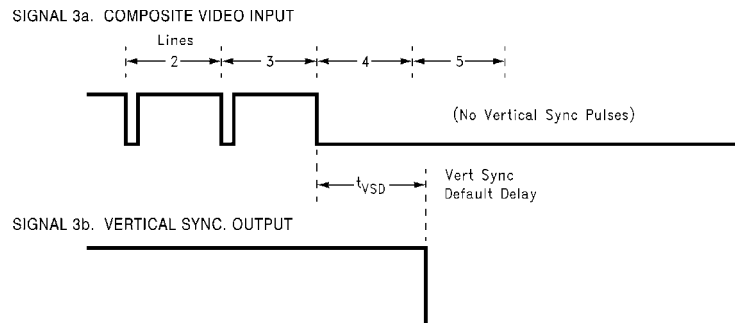 SIGNAL 3a. COMPOSITE VIDEO INPUT
Lines
2 3 4 5
(No Vertical Sync Pulses)
tVSD
Vert Sync
Default Delay
SIGNAL 3b. VERTICAL SYNC. OUTPUT